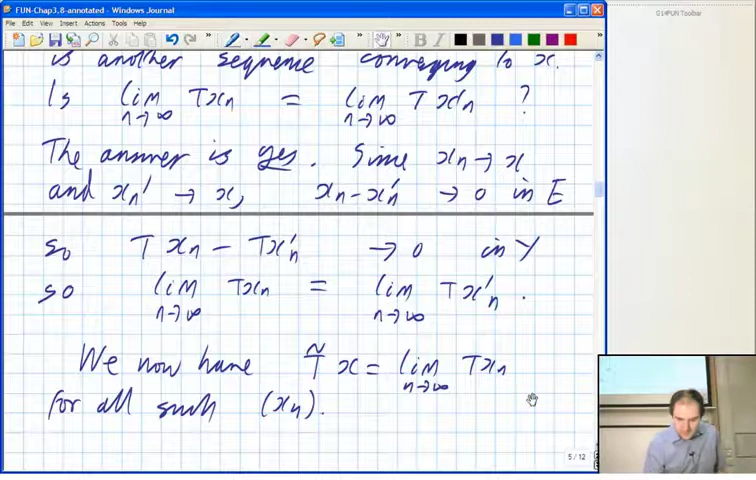 FUN-Chap3,8-annotated - Windows Journal
File Edit View Insert Actions Tools Help
is another sequence converging to x.
Is lim Txn = lim Tx'n ?
n→∞ n→∞
The answer is yes. Since xn → x
and xn' → x, xn - x'n → 0 in E
so Txn - Tx'n → 0 in Y
so lim Txn = lim Tx'n.
n→∞ n→∞
We now have T̃x = lim Txn
n→∞
for all such (xn).
5 / 12